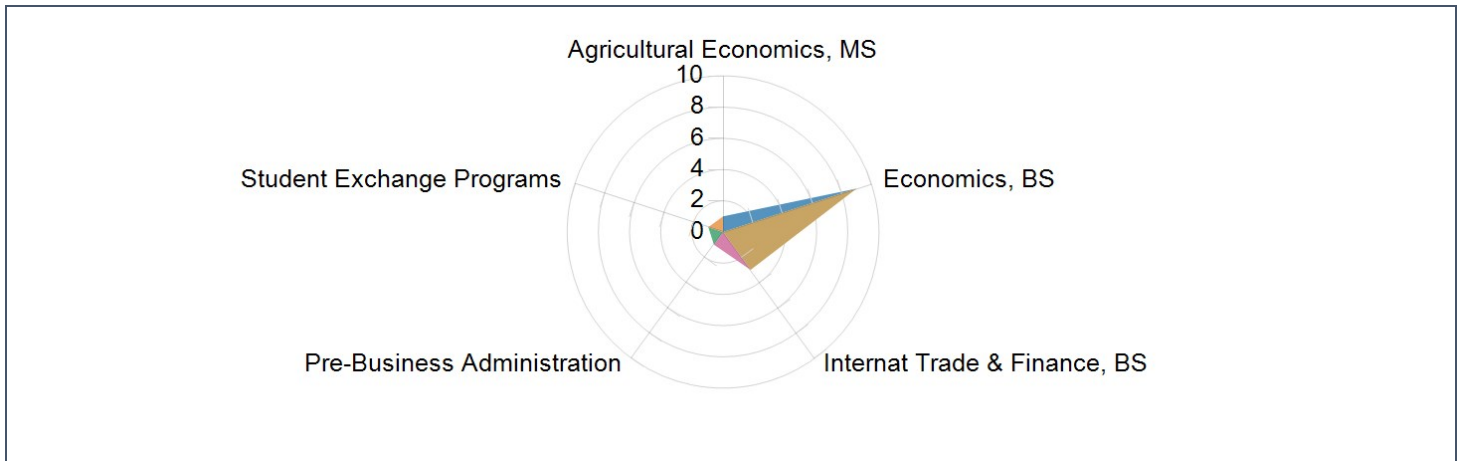 Agricultural Economics, MS
10
8
6
4
2
0
Student Exchange Programs
Economics, BS
Pre-Business Administration
Internat Trade & Finance, BS